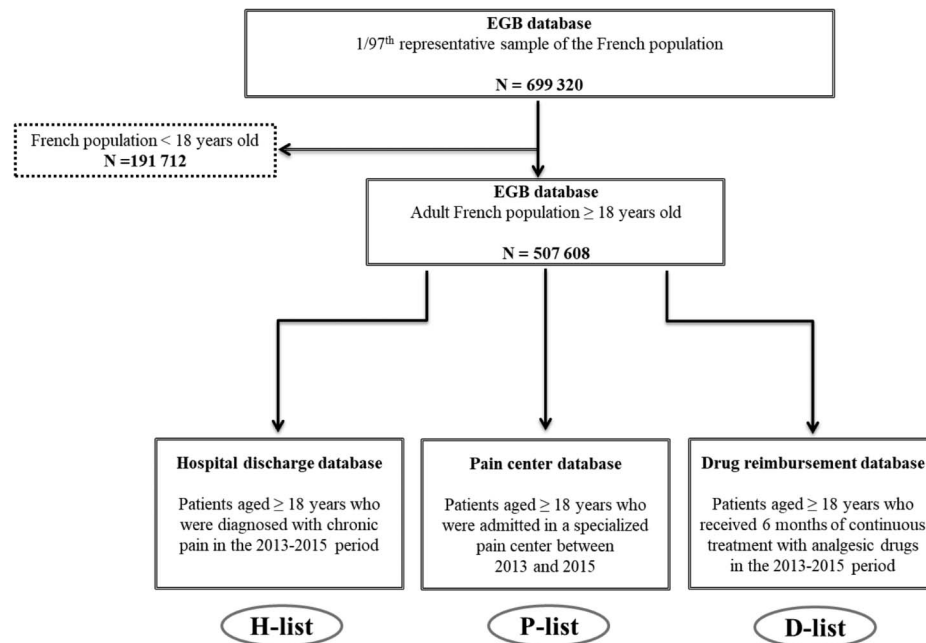 EGB database
1/97th representative sample of the French population
N = 699 320
French population < 18 years old
N =191 712
EGB database
Adult French population ≥ 18 years old
N = 507 608
Hospital discharge database
Patients aged ≥ 18 years who
were diagnosed with chronic
pain in the 2013-2015 period
Pain center database
Patients aged ≥ 18 years who
were admitted in a specialized
pain center between
2013 and 2015
Drug reimbursement database
Patients aged ≥ 18 years who
received 6 months of continuous
treatment with analgesic drugs
in the 2013-2015 period
H-list
P-list
D-list